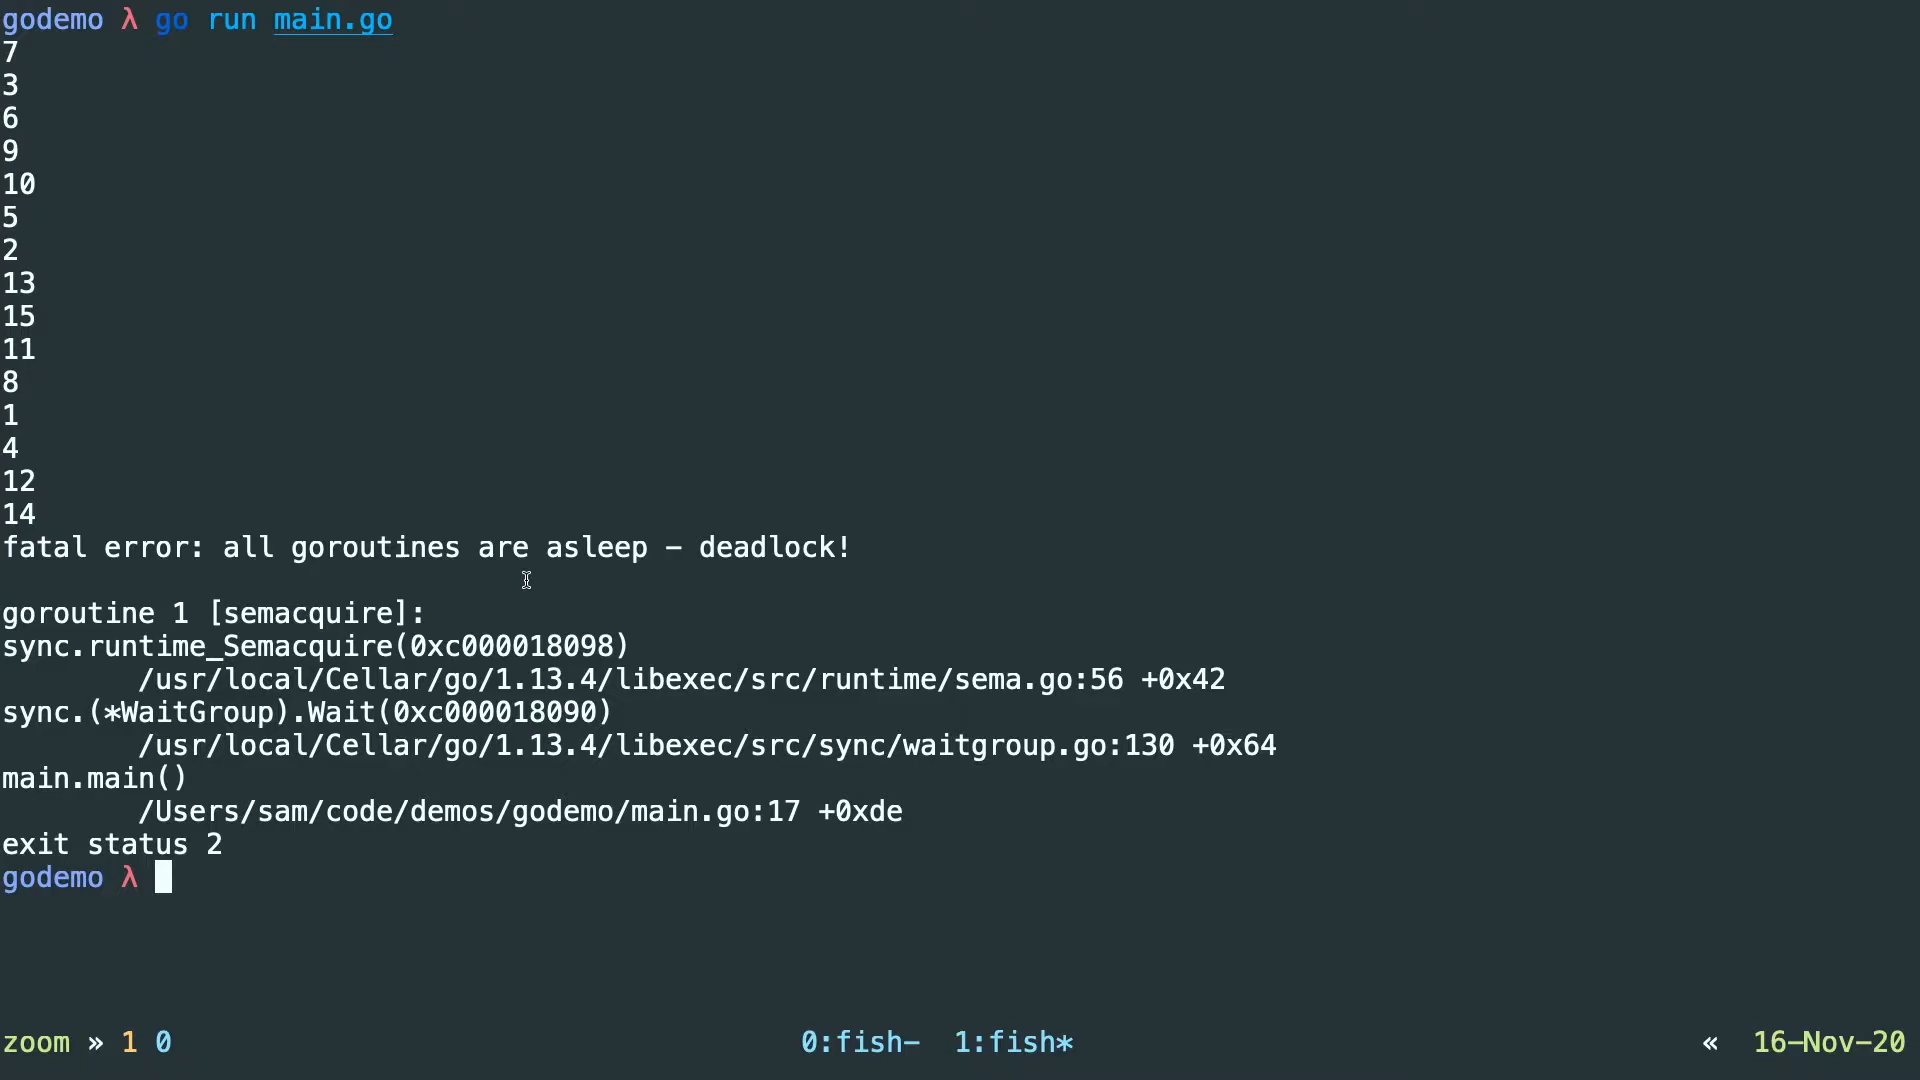 godemo λ go run main.go
7
3
6
9
10
5
2
13
15
11
8
1
4
12
14
fatal error: all goroutines are asleep - deadlock!
goroutine 1 [semacquire]:
sync.runtime_Semacquire(0xc000018098)
/usr/local/Cellar/go/1.13.4/libexec/src/runtime/sema.go:56 +0x42
sync.(*WaitGroup).Wait(0xc000018090)
/usr/local/Cellar/go/1.13.4/libexec/src/sync/waitgroup.go:130 +0x64
main.main()
/Users/sam/code/demos/godemo/main.go:17 +0xde
exit status 2
godemo λ
zoom » 1 0 0:fish- 1:fish* « 16-Nov-20